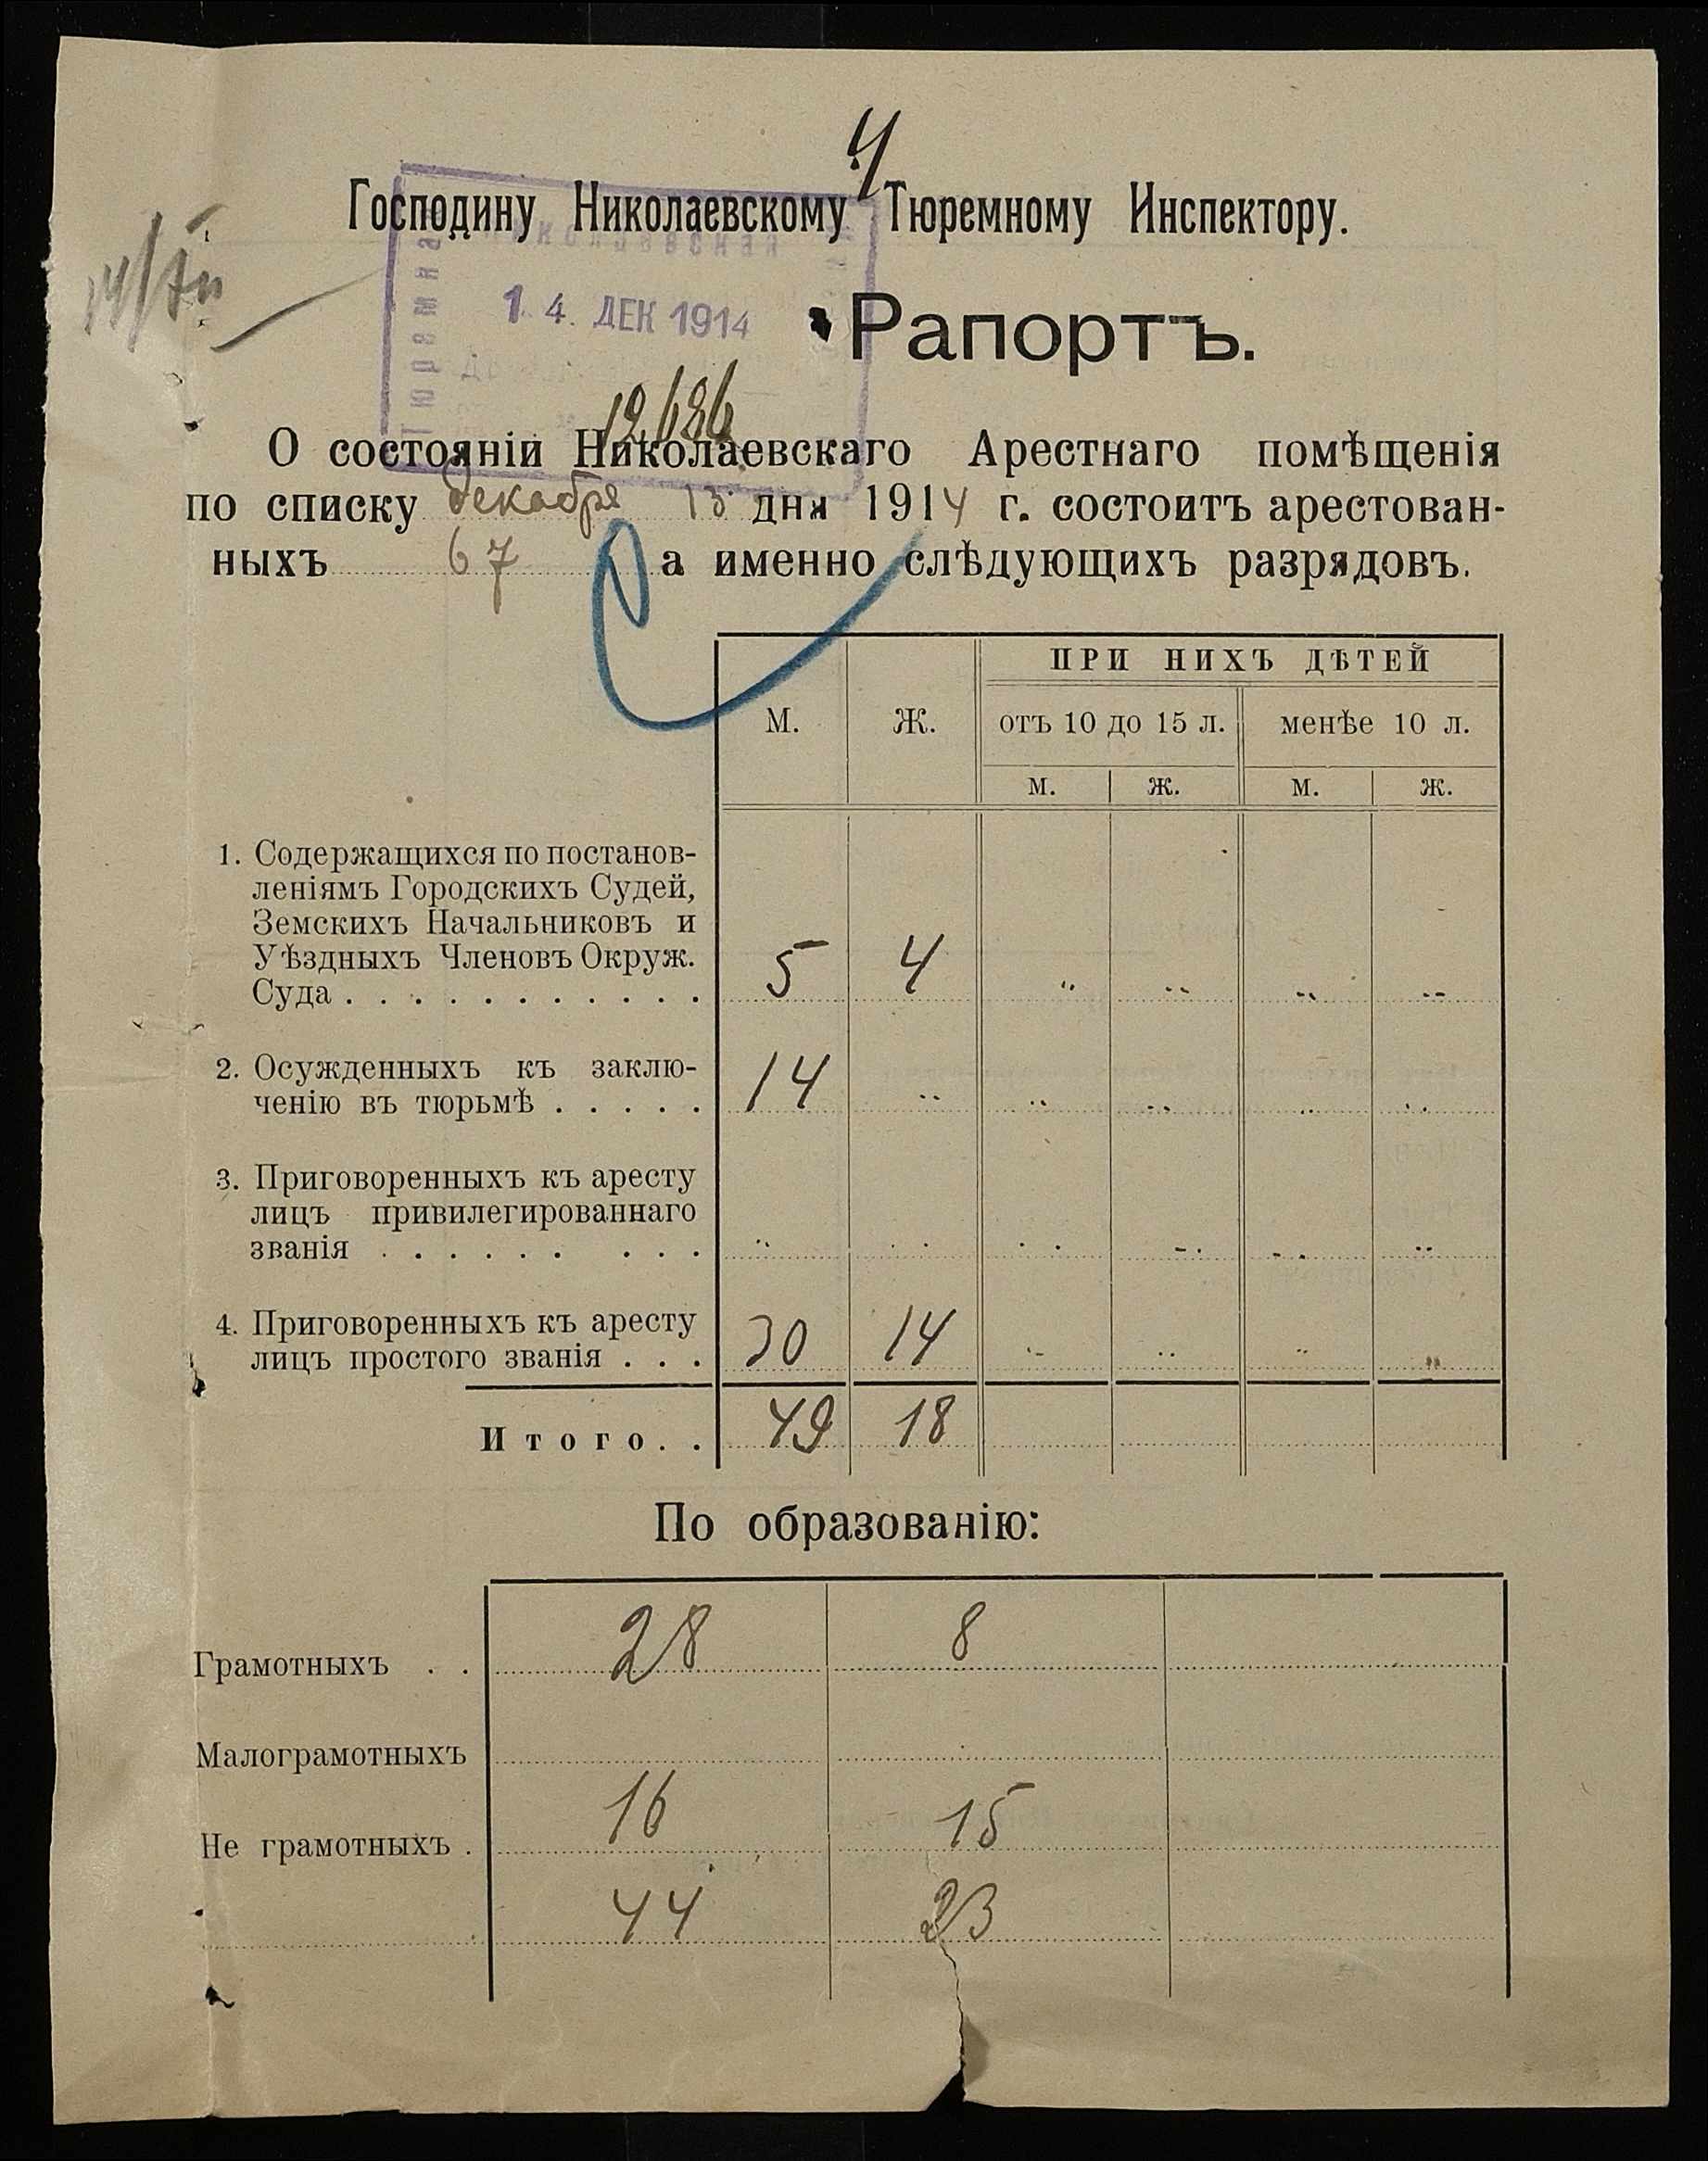 4
Господину Николаевскому Тюремному Инспектору.
14/XII
Николаевская
Тюремная
14. ДЕК 1914
Рапортъ.
12686
О состоянiи Николаевскаго Арестнаго помѣщенiя
по списку декабря 13 дня 1914 г. состоитъ арестован-
ныхъ 67 а именно слѣдующихъ разрядовъ.
ПРИ НИХЪ ДѢТЕЙ
М. Ж. отъ 10 до 15 л. менѣе 10 л.
м. ж. м. ж.
1. Содержащихся по постанов-
ленiямъ Городскихъ Судей,
Земскихъ Начальниковъ и
Уѣздныхъ Членовъ Окруж.
Суда . . . . . . . . . . . 5 4 " " " "
2. Осужденныхъ къ заклю-
ченiю въ тюрьмѣ . . . . . 14 " " " " "
3. Приговоренныхъ къ аресту
лицъ привилегированнаго
званiя . . . . . . . . . " " " " " "
4. Приговоренныхъ къ аресту
лицъ простого званiя . . . 30 14 " " " "
Итого. . 49 18
По образованiю:
Грамотныхъ . . 28 8
Малограмотныхъ
Не грамотныхъ . 16 15
44 23